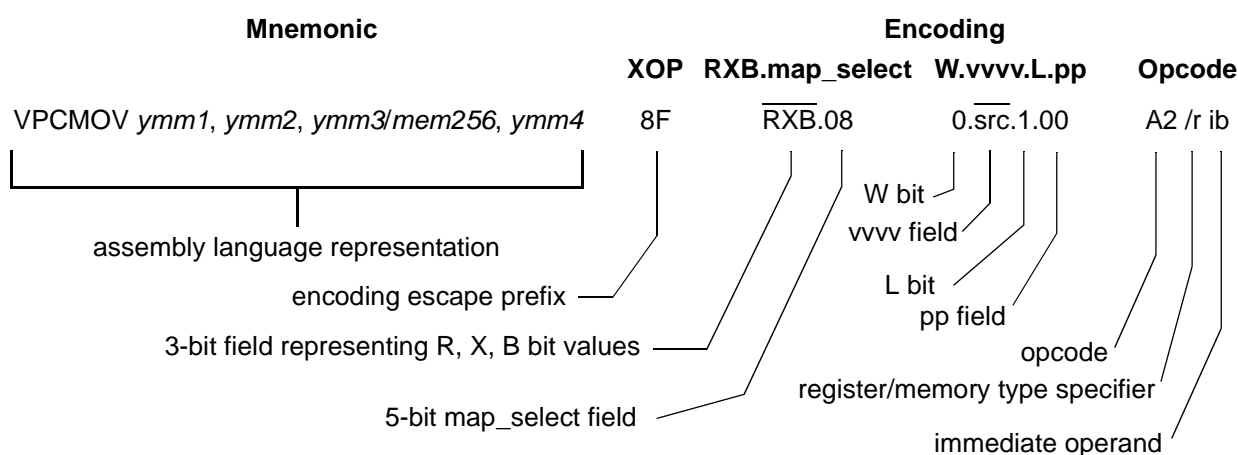 Mnemonic Encoding
XOP RXB.map_select W.vvvv.L.pp Opcode
VPCMOV ymm1, ymm2, ymm3/mem256, ymm4 8F RXB.08 0.src.1.00 A2 /r ib
W bit
vvvv field
assembly language representation
L bit
encoding escape prefix
pp field
3-bit field representing R, X, B bit values
opcode
register/memory type specifier
5-bit map_select field
immediate operand